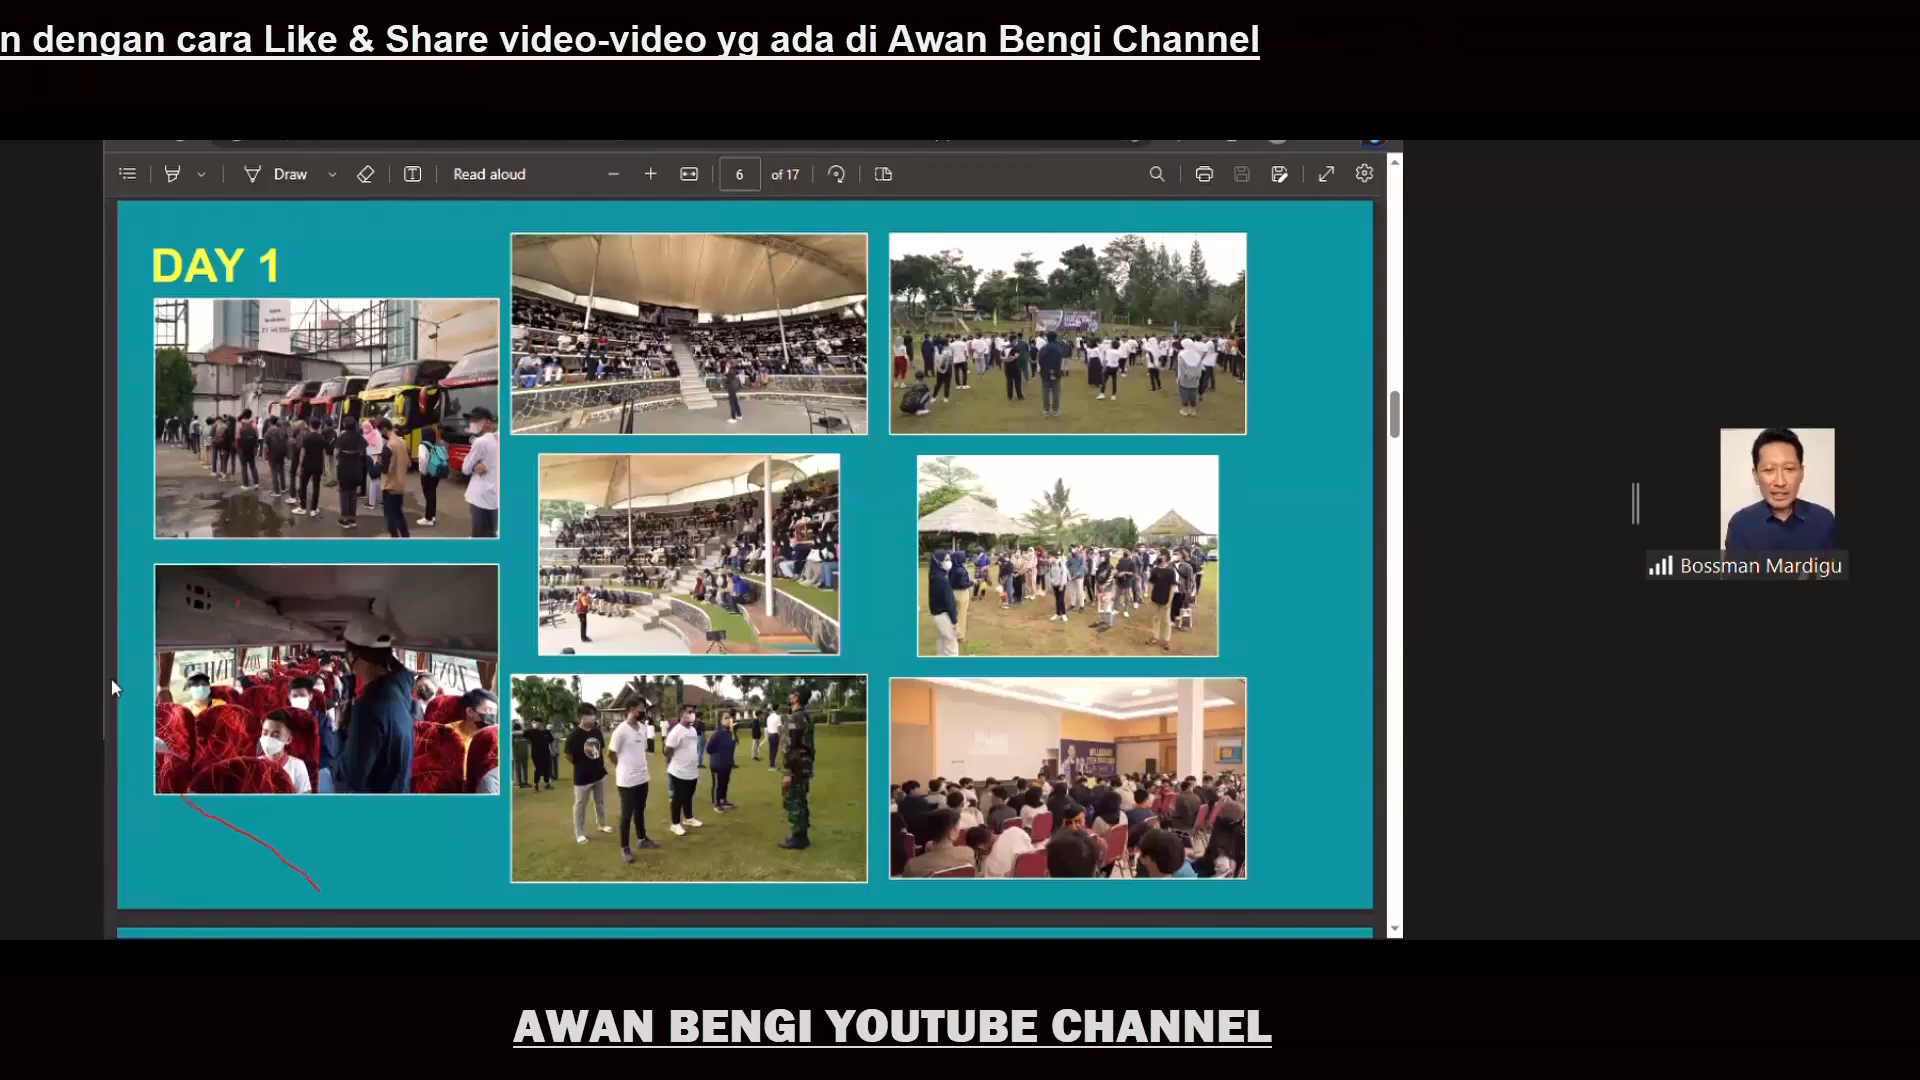 n dengan cara Like & Share video-video yg ada di Awan Bengi Channel
Draw
Read aloud
6
of 17
DAY 1
Bossman Mardigu
AWAN BENGI YOUTUBE CHANNEL